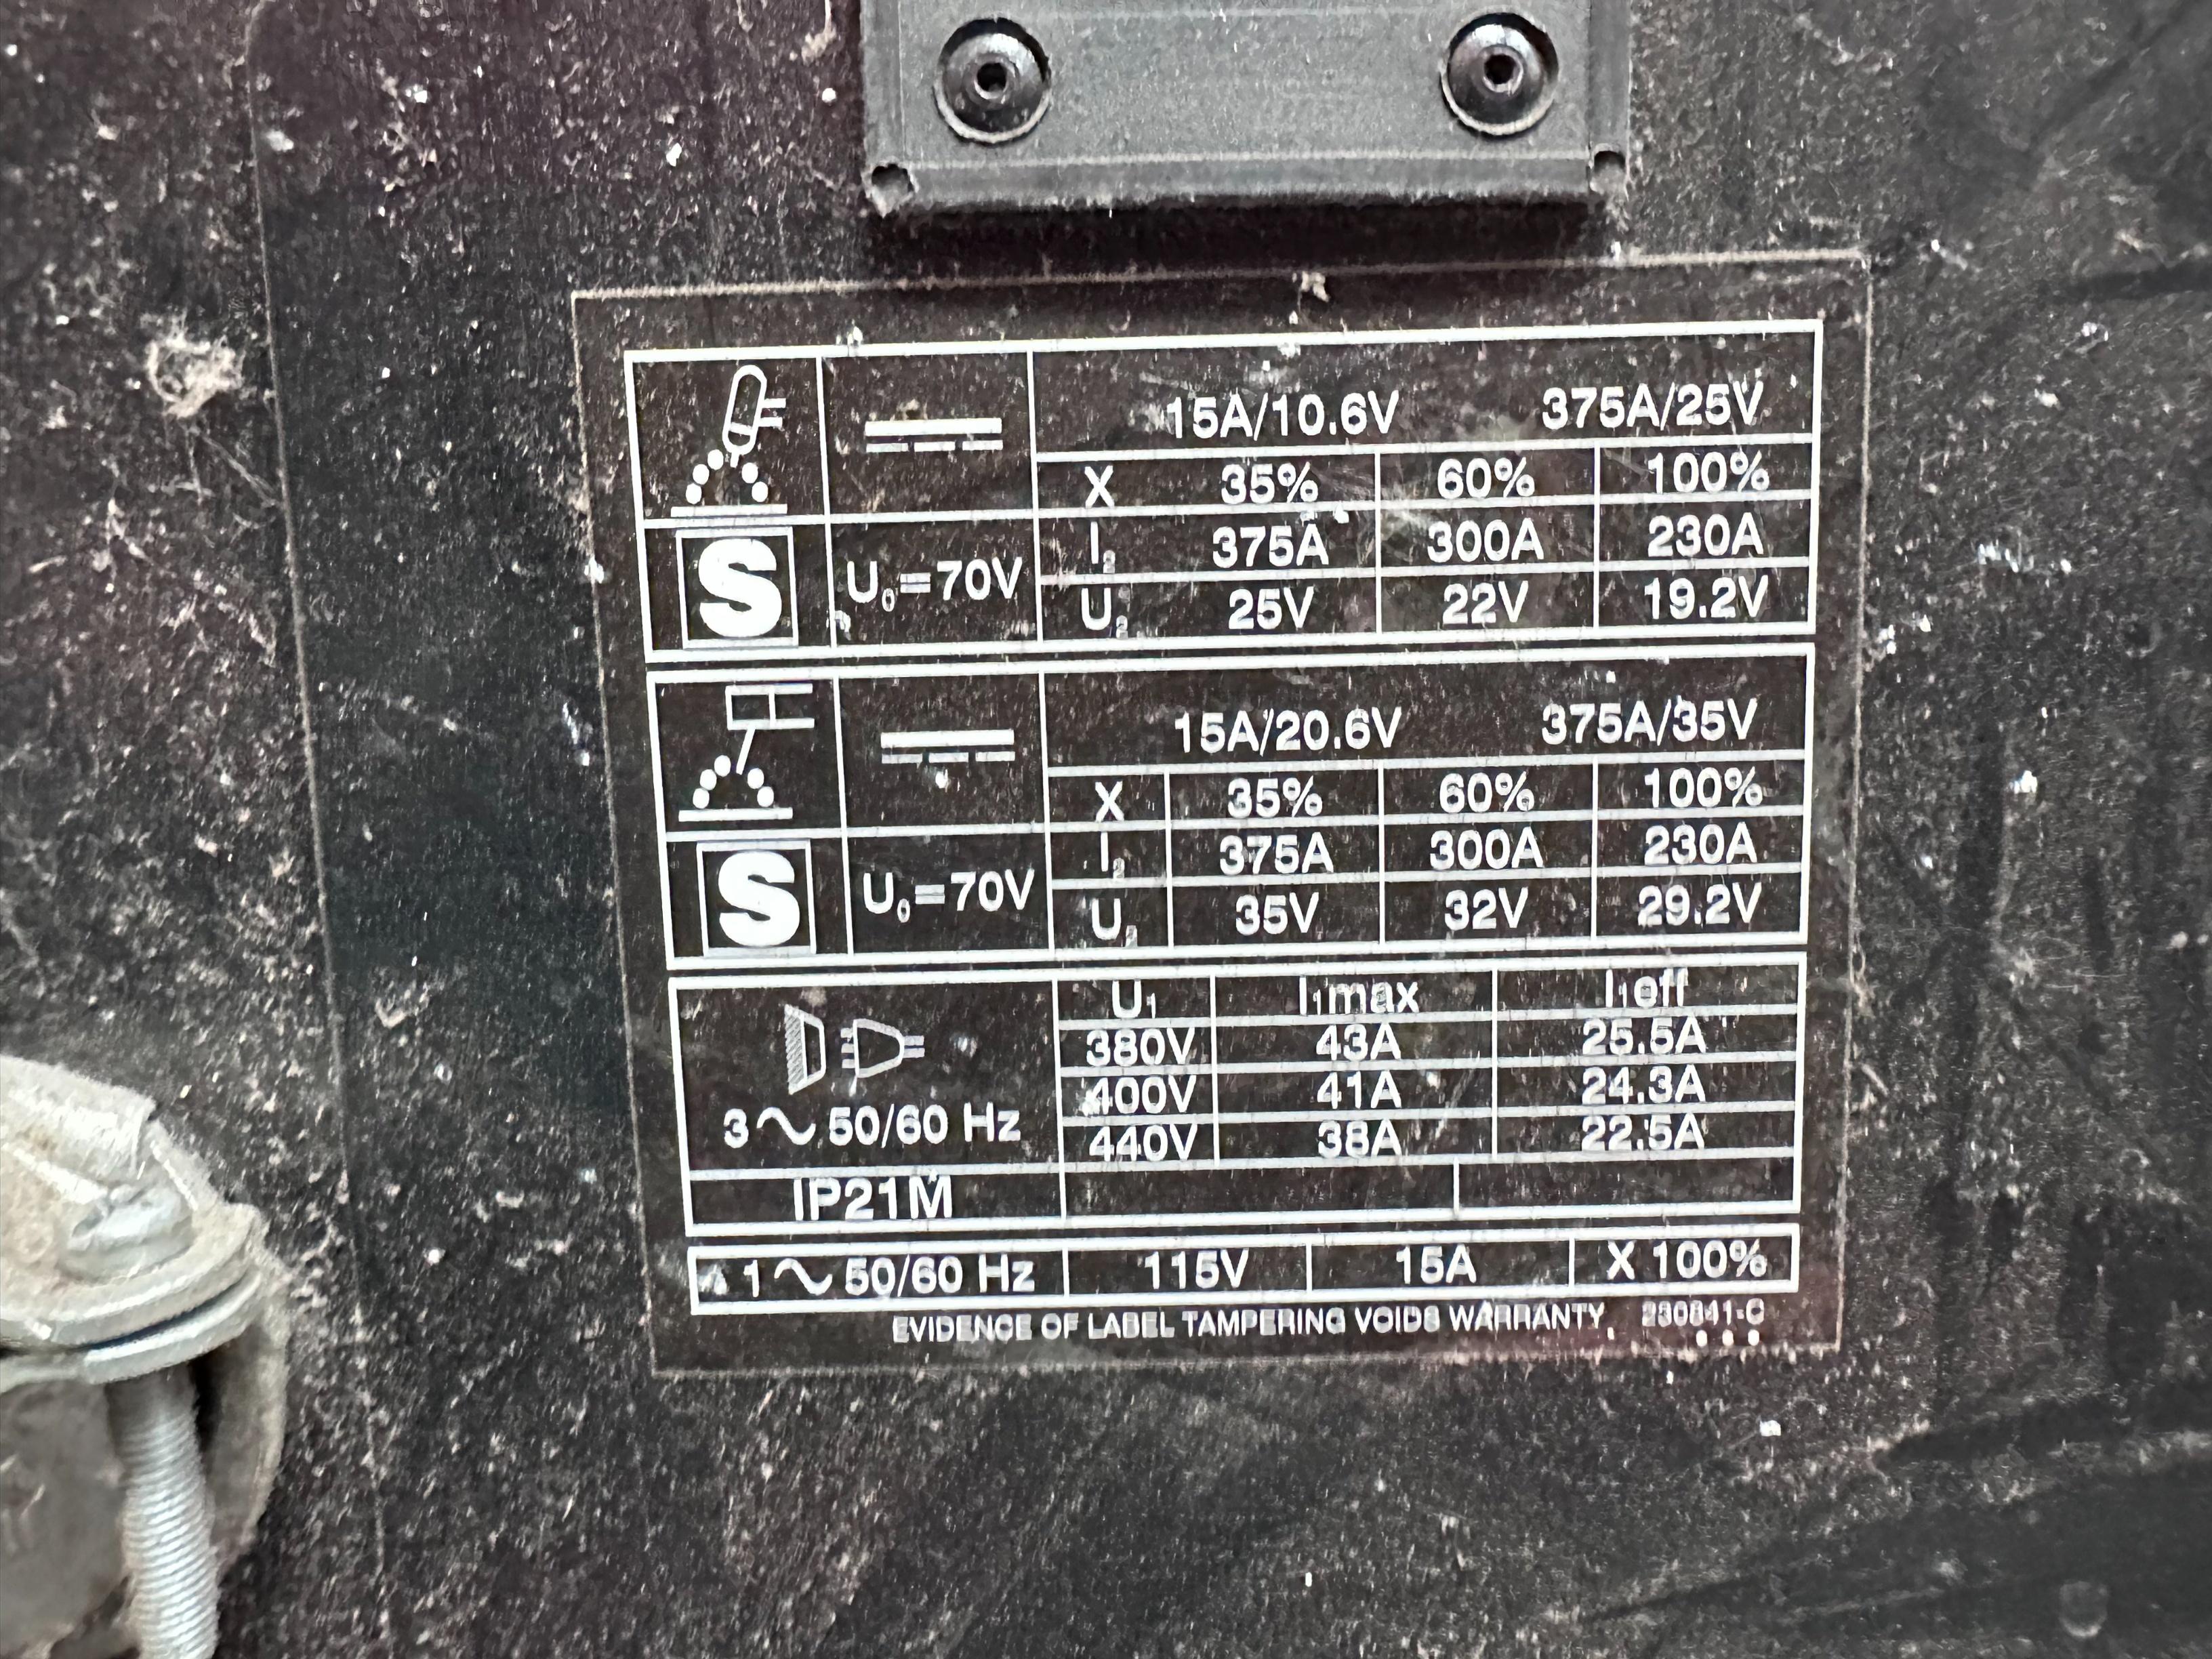 15A/10.6V 375A/25V
X 35% 60% 100%
I₂ 375A 300A 230A
S U₀=70V
U₂ 25V 22V 19.2V
15A/20.6V 375A/35V
X 35% 60% 100%
I₂ 375A 300A 230A
S U₀=70V
U₂ 35V 32V 29.2V
U₁ I₁max I₁eff
380V 43A 25.5A
400V 41A 24.3A
3~ 50/60 Hz 440V 38A 22.5A
IP21M
1~ 50/60 Hz 115V 15A X 100%
EVIDENCE OF LABEL TAMPERING VOIDS WARRANTY 230841-C